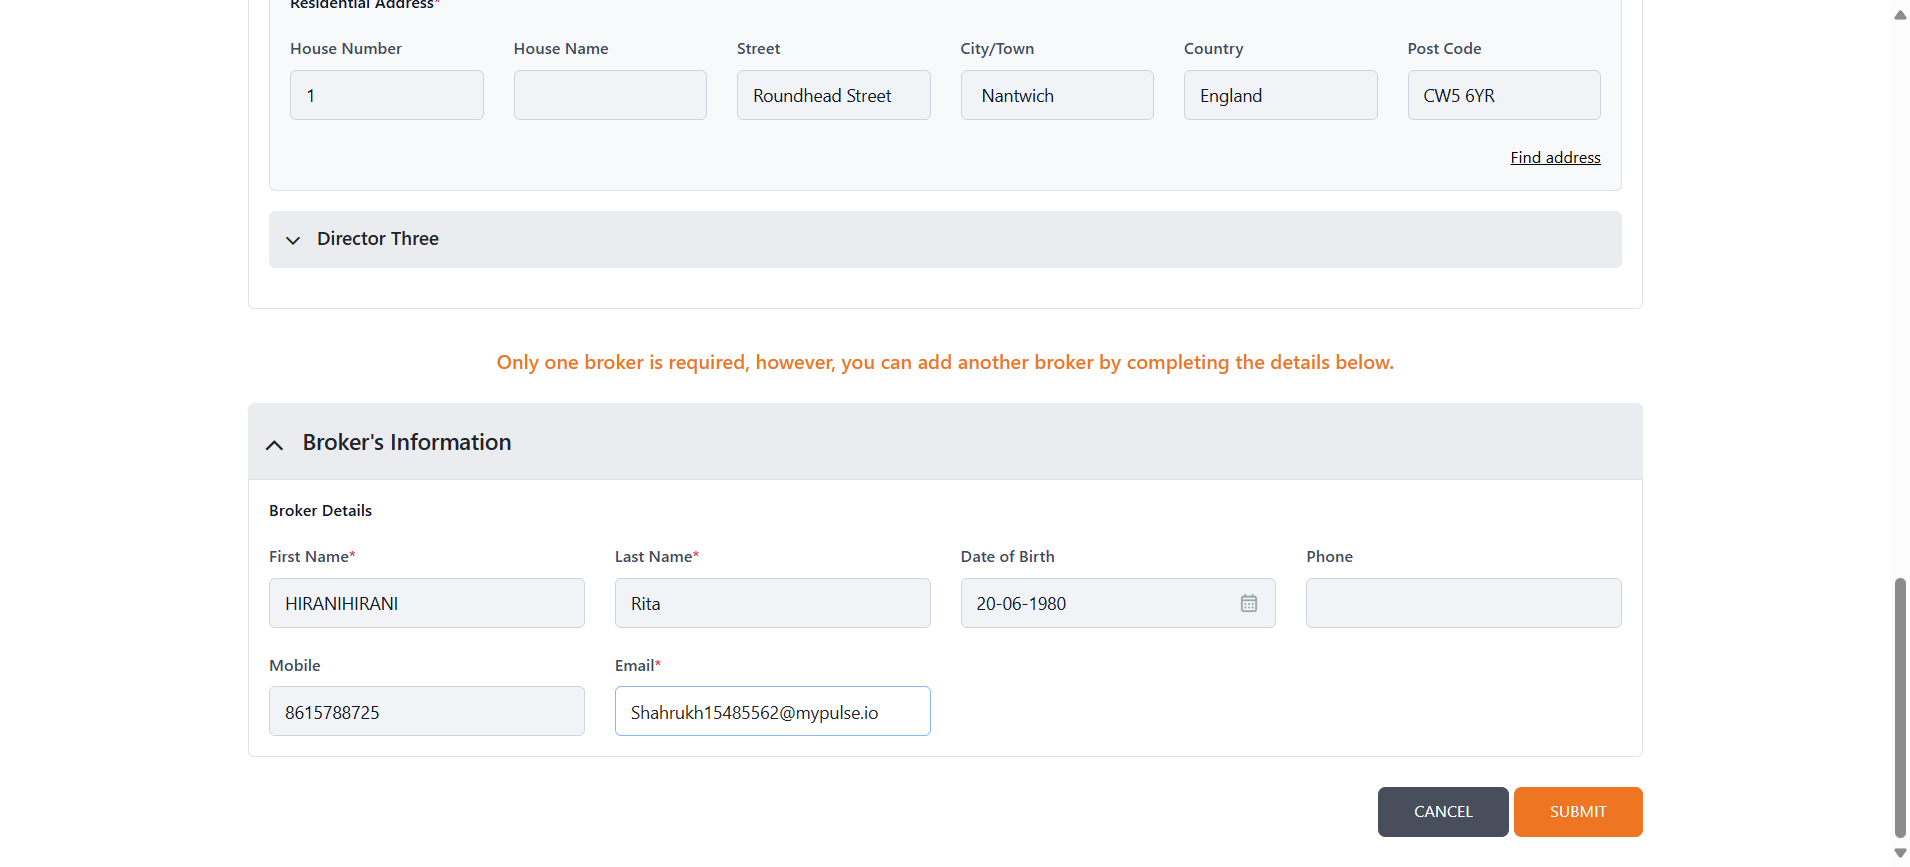 Residential Address*
House Number House Name Street City/Town Country Post Code
1 Roundhead Street Nantwich England CW5 6YR
Find address
Director Three
Only one broker is required, however, you can add another broker by completing the details below.
Broker's Information
Broker Details
First Name* Last Name* Date of Birth Phone
HIRANIHIRANI Rita 20-06-1980
Mobile Email*
8615788725 Shahrukh15485562@mypulse.io
CANCEL SUBMIT